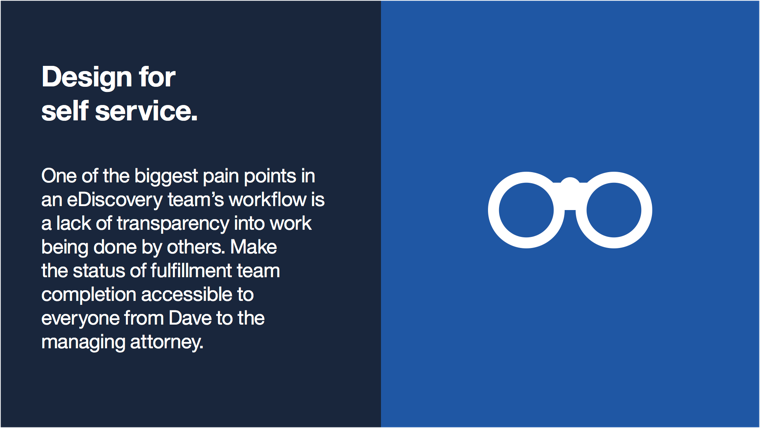 Design for
self service.
One of the biggest pain points in
an eDiscovery team’s workflow is
a lack of transparency into work
being done by others. Make
the status of fulfillment team
completion accessible to
everyone from Dave to the
managing attorney.